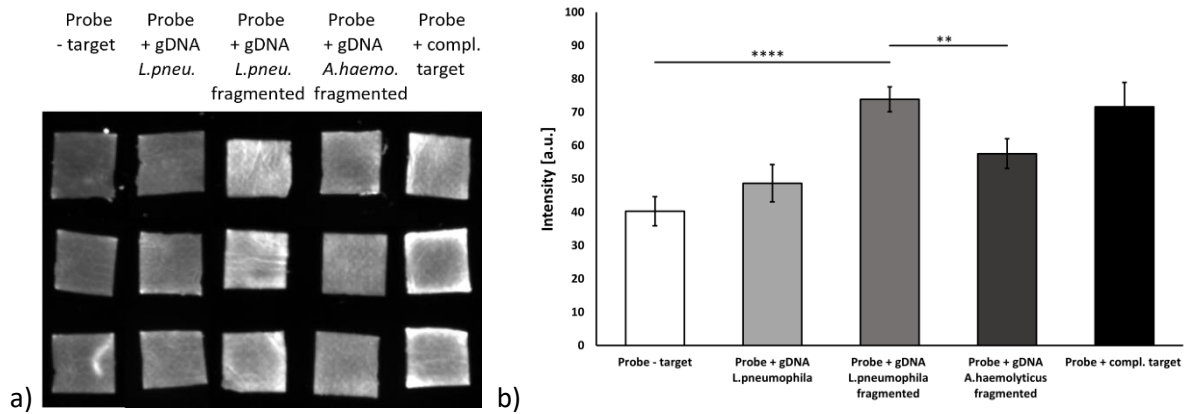 Probe
- target
Probe
+ gDNA
L.pneu.
Probe
+ gDNA
L.pneu.
fragmented
Probe
+ gDNA
A.haemo.
fragmented
Probe
+ compl.
target
a)
b)
Intensity [a.u.]
100
90
80
70
60
50
40
30
20
10
0
****
**
Probe - target
Probe + gDNA
L.pneumophila
Probe + gDNA
L.pneumophila
fragmented
Probe + gDNA
A.haemolyticus
fragmented
Probe + compl. target